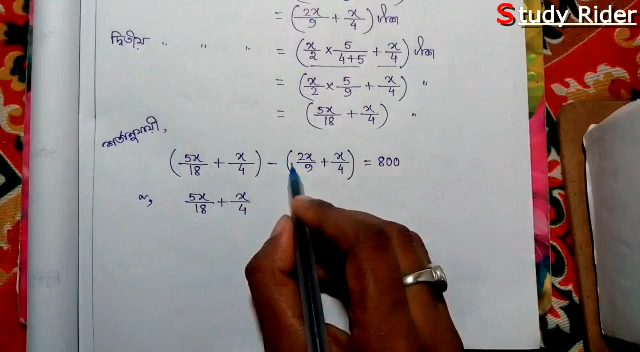 Study Rider
= (2x/9 + x/4) টাকা
দ্বিতীয় " " " = (x/2 × 5/4+5 + x/4) টাকা
= (x/2 × 5/9 + x/4) "
= (5x/18 + x/4) "
শর্তানুযায়ী,
(5x/18 + x/4) − (2x/9 + x/4) = 800
বা, 5x/18 + x/4